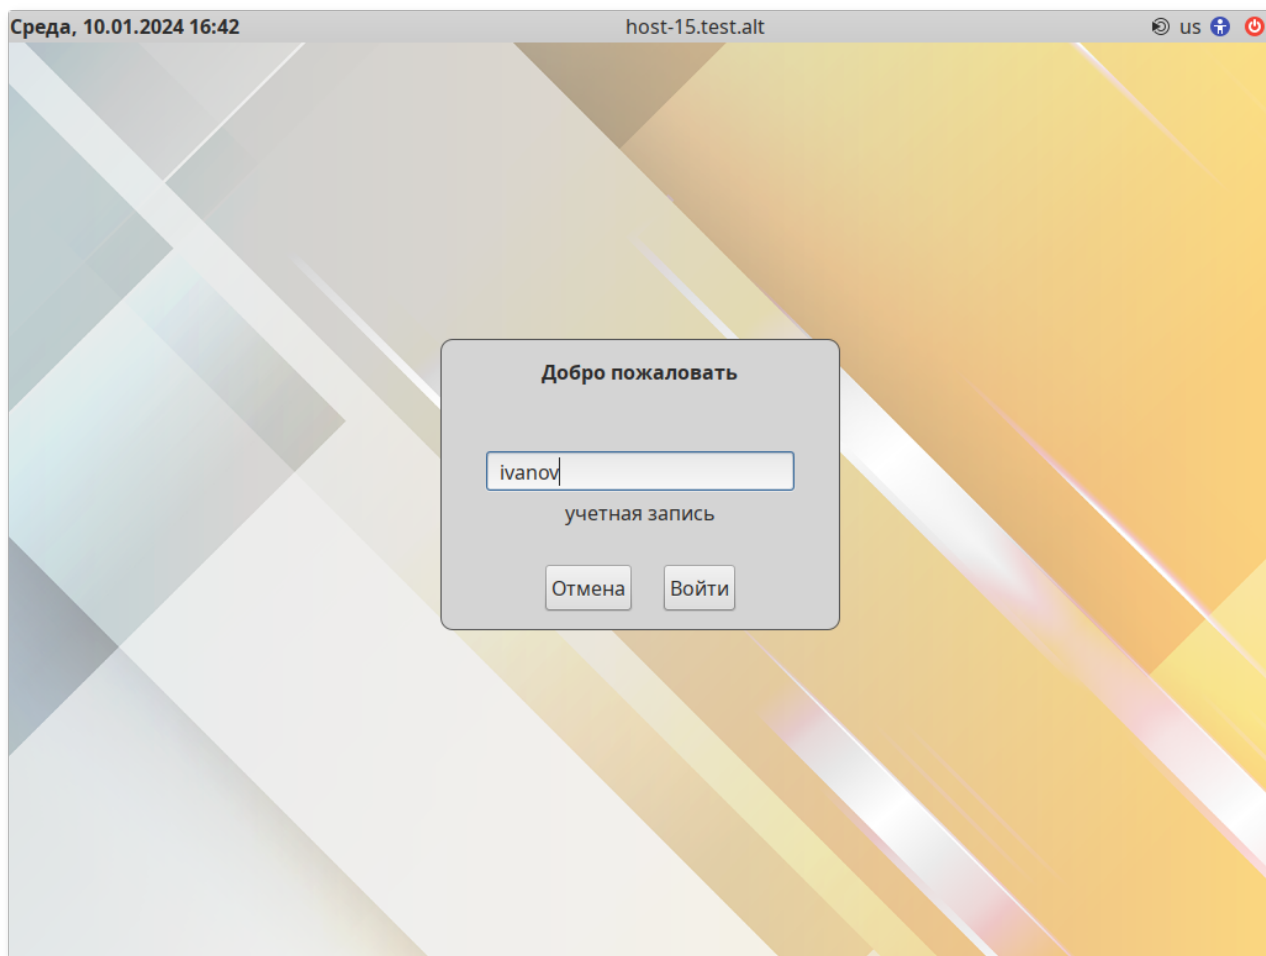 Среда, 10.01.2024 16:42 host-15.test.alt us
Добро пожаловать
ivanov
учетная запись
Отмена Войти